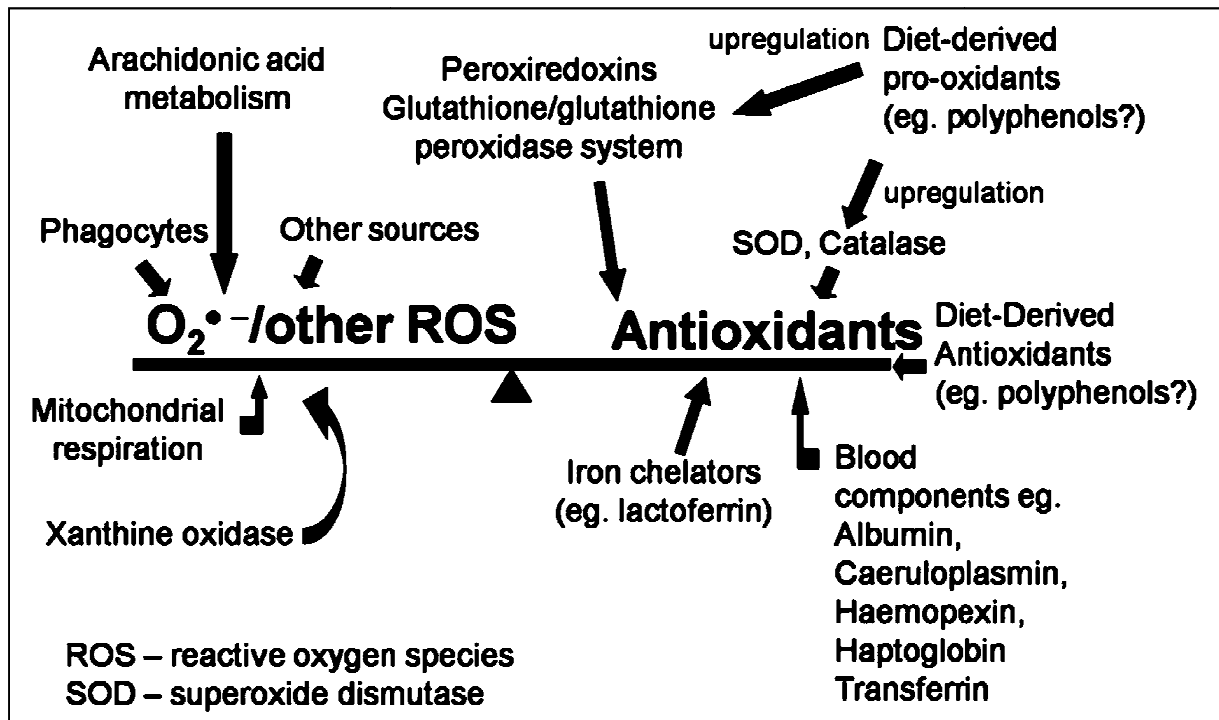 Arachidonic acid
metabolism
Peroxiredoxins
Glutathione/glutathione
peroxidase system
upregulation
Diet-derived
pro-oxidants
(eg. polyphenols?)
upregulation
Phagocytes
Other sources
SOD, Catalase
O₂•⁻/other ROS
Antioxidants
Diet-Derived
Antioxidants
(eg. polyphenols?)
Mitochondrial
respiration
Xanthine oxidase
Iron chelators
(eg. lactoferrin)
Blood
components eg.
Albumin,
Caeruloplasmin,
Haemopexin,
Haptoglobin
Transferrin
ROS – reactive oxygen species
SOD – superoxide dismutase